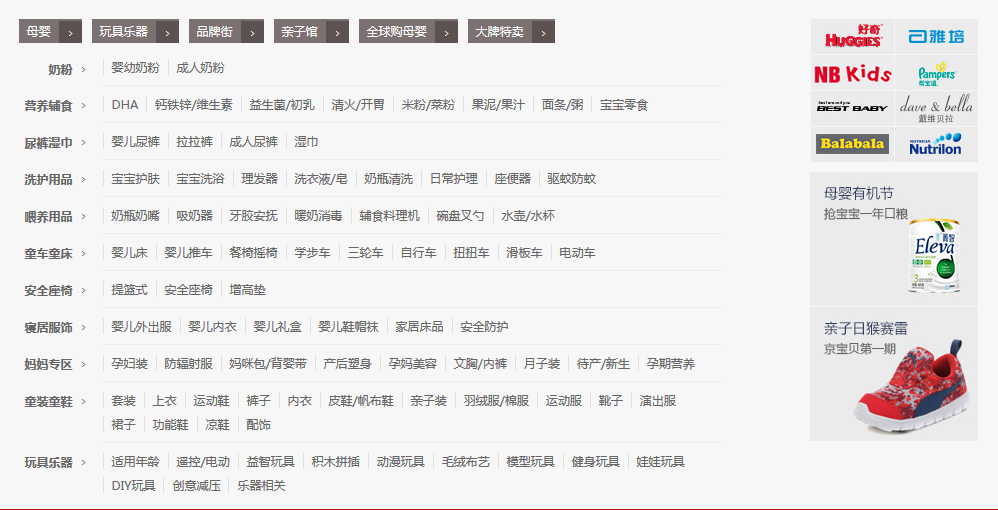 母婴 > 玩具乐器 > 品牌街 > 亲子馆 > 全球购母婴 > 大牌特卖 >
奶粉 > 婴幼奶粉 成人奶粉
营养辅食 > DHA 钙铁锌/维生素 益生菌/初乳 清火/开胃 米粉/菜粉 果泥/果汁 面条/粥 宝宝零食
尿裤湿巾 > 婴儿尿裤 拉拉裤 成人尿裤 湿巾
洗护用品 > 宝宝护肤 宝宝洗浴 理发器 洗衣液/皂 奶瓶清洗 日常护理 座便器 驱蚊防蚊
喂养用品 > 奶瓶奶嘴 吸奶器 牙胶安抚 暖奶消毒 辅食料理机 碗盘叉勺 水壶/水杯
童车童床 > 婴儿床 婴儿推车 餐椅摇椅 学步车 三轮车 自行车 扭扭车 滑板车 电动车
安全座椅 > 提篮式 安全座椅 增高垫
寝居服饰 > 婴儿外出服 婴儿内衣 婴儿礼盒 婴儿鞋帽袜 家居床品 安全防护
妈妈专区 > 孕妇装 防辐射服 妈咪包/背婴带 产后塑身 孕妈美容 文胸/内裤 月子装 待产/新生 孕期营养
童装童鞋 > 套装 上衣 运动鞋 裤子 内衣 皮鞋/帆布鞋 亲子装 羽绒服/棉服 运动服 靴子 演出服
裙子 功能鞋 凉鞋 配饰
玩具乐器 > 适用年龄 遥控/电动 益智玩具 积木拼插 动漫玩具 毛绒布艺 模型玩具 健身玩具 娃娃玩具
DIY玩具 创意减压 乐器相关
好奇
HUGGIES
雅培
NB Kids
Pampers
帮宝适
BEST BABY
dave & bella
戴维贝拉
Balabala
NUTRICIA
Nutrilon
母婴有机节
抢宝宝一年口粮
菁智
Eleva
3
亲子日猴赛雷
京宝贝第一期